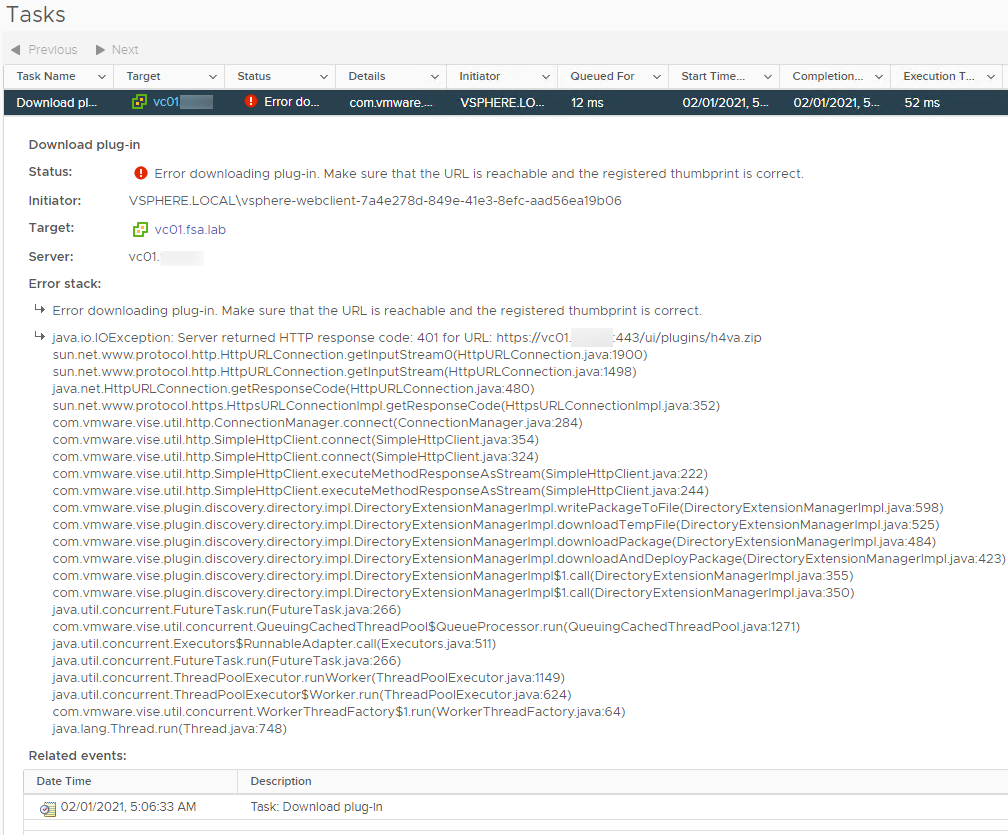 Tasks
Previous Next
Task Name Target Status Details Initiator Queued For Start Time... Completion... Execution T...
Download pl... vc01. Error do... com.vmware.... VSPHERE.LO... 12 ms 02/01/2021, 5... 02/01/2021, 5... 52 ms
Download plug-in
Status: Error downloading plug-in. Make sure that the URL is reachable and the registered thumbprint is correct.
Initiator: VSPHERE.LOCAL\vsphere-webclient-7a4e278d-849e-41e3-8efc-aad56ea19b06
Target: vc01.fsa.lab
Server: vc01.
Error stack:
Error downloading plug-in. Make sure that the URL is reachable and the registered thumbprint is correct.
java.io.IOException: Server returned HTTP response code: 401 for URL: https://vc01. :443/ui/plugins/h4va.zip
sun.net.www.protocol.http.HttpURLConnection.getInputStream0(HttpURLConnection.java:1900)
sun.net.www.protocol.http.HttpURLConnection.getInputStream(HttpURLConnection.java:1498)
java.net.HttpURLConnection.getResponseCode(HttpURLConnection.java:480)
sun.net.www.protocol.https.HttpsURLConnectionImpl.getResponseCode(HttpsURLConnectionImpl.java:352)
com.vmware.vise.util.http.ConnectionManager.connect(ConnectionManager.java:284)
com.vmware.vise.util.http.SimpleHttpClient.connect(SimpleHttpClient.java:354)
com.vmware.vise.util.http.SimpleHttpClient.connect(SimpleHttpClient.java:324)
com.vmware.vise.util.http.SimpleHttpClient.executeMethodResponseAsStream(SimpleHttpClient.java:222)
com.vmware.vise.util.http.SimpleHttpClient.executeMethodResponseAsStream(SimpleHttpClient.java:244)
com.vmware.vise.plugin.discovery.directory.impl.DirectoryExtensionManagerImpl.writePackageToFile(DirectoryExtensionManagerImpl.java:598)
com.vmware.vise.plugin.discovery.directory.impl.DirectoryExtensionManagerImpl.downloadTempFile(DirectoryExtensionManagerImpl.java:525)
com.vmware.vise.plugin.discovery.directory.impl.DirectoryExtensionManagerImpl.downloadPackage(DirectoryExtensionManagerImpl.java:484)
com.vmware.vise.plugin.discovery.directory.impl.DirectoryExtensionManagerImpl.downloadAndDeployPackage(DirectoryExtensionManagerImpl.java:423)
com.vmware.vise.plugin.discovery.directory.impl.DirectoryExtensionManagerImpl$1.call(DirectoryExtensionManagerImpl.java:355)
com.vmware.vise.plugin.discovery.directory.impl.DirectoryExtensionManagerImpl$1.call(DirectoryExtensionManagerImpl.java:350)
java.util.concurrent.FutureTask.run(FutureTask.java:266)
com.vmware.vise.util.concurrent.QueuingCachedThreadPool$QueueProcessor.run(QueuingCachedThreadPool.java:1271)
java.util.concurrent.Executors$RunnableAdapter.call(Executors.java:511)
java.util.concurrent.FutureTask.run(FutureTask.java:266)
java.util.concurrent.ThreadPoolExecutor.runWorker(ThreadPoolExecutor.java:1149)
java.util.concurrent.ThreadPoolExecutor$Worker.run(ThreadPoolExecutor.java:624)
com.vmware.vise.util.concurrent.WorkerThreadFactory$1.run(WorkerThreadFactory.java:64)
java.lang.Thread.run(Thread.java:748)
Related events:
Date Time Description
02/01/2021, 5:06:33 AM Task: Download plug-in